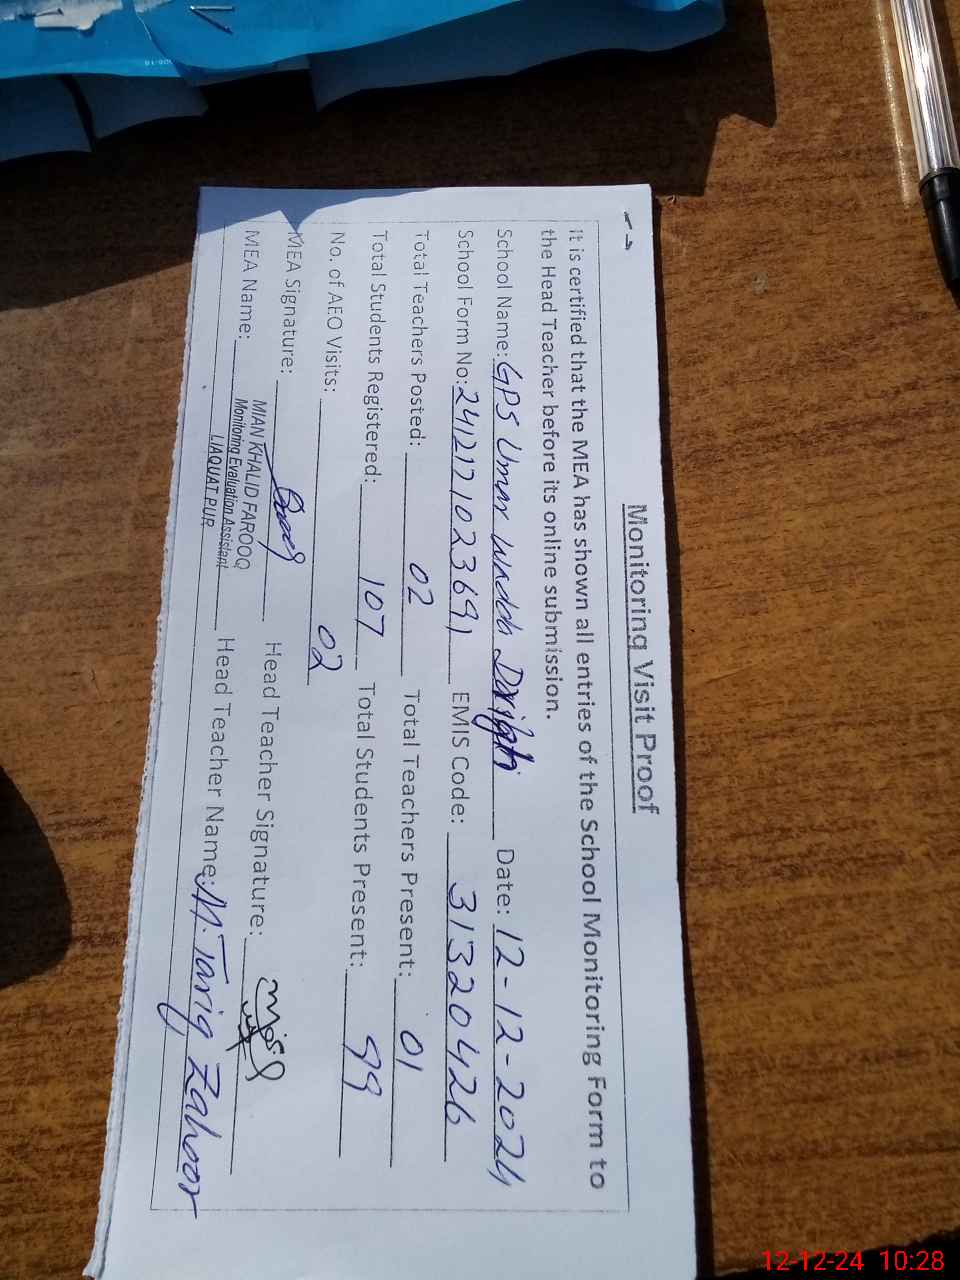 Monitoring Visit Proof
It is certified that the MEA has shown all entries of the School Monitoring Form to
the Head Teacher before its online submission.
School Name: GPS Umar Wadda Date: 12-12-2024
School Form No: 24121710236 91 EMIS Code: 31320426
Total Teachers Posted: 02 Total Teachers Present: 01
Total Students Registered: 107 Total Students Present: 99
No. of AEO Visits: 02
MEA Signature: Head Teacher Signature:
MIAN KHALID FAROOQ
Monitoring Evaluation Assistant
LIAQUAT PUR
MEA Name: Head Teacher Name: M. Tariq Zahoor
12-12-24 10:28